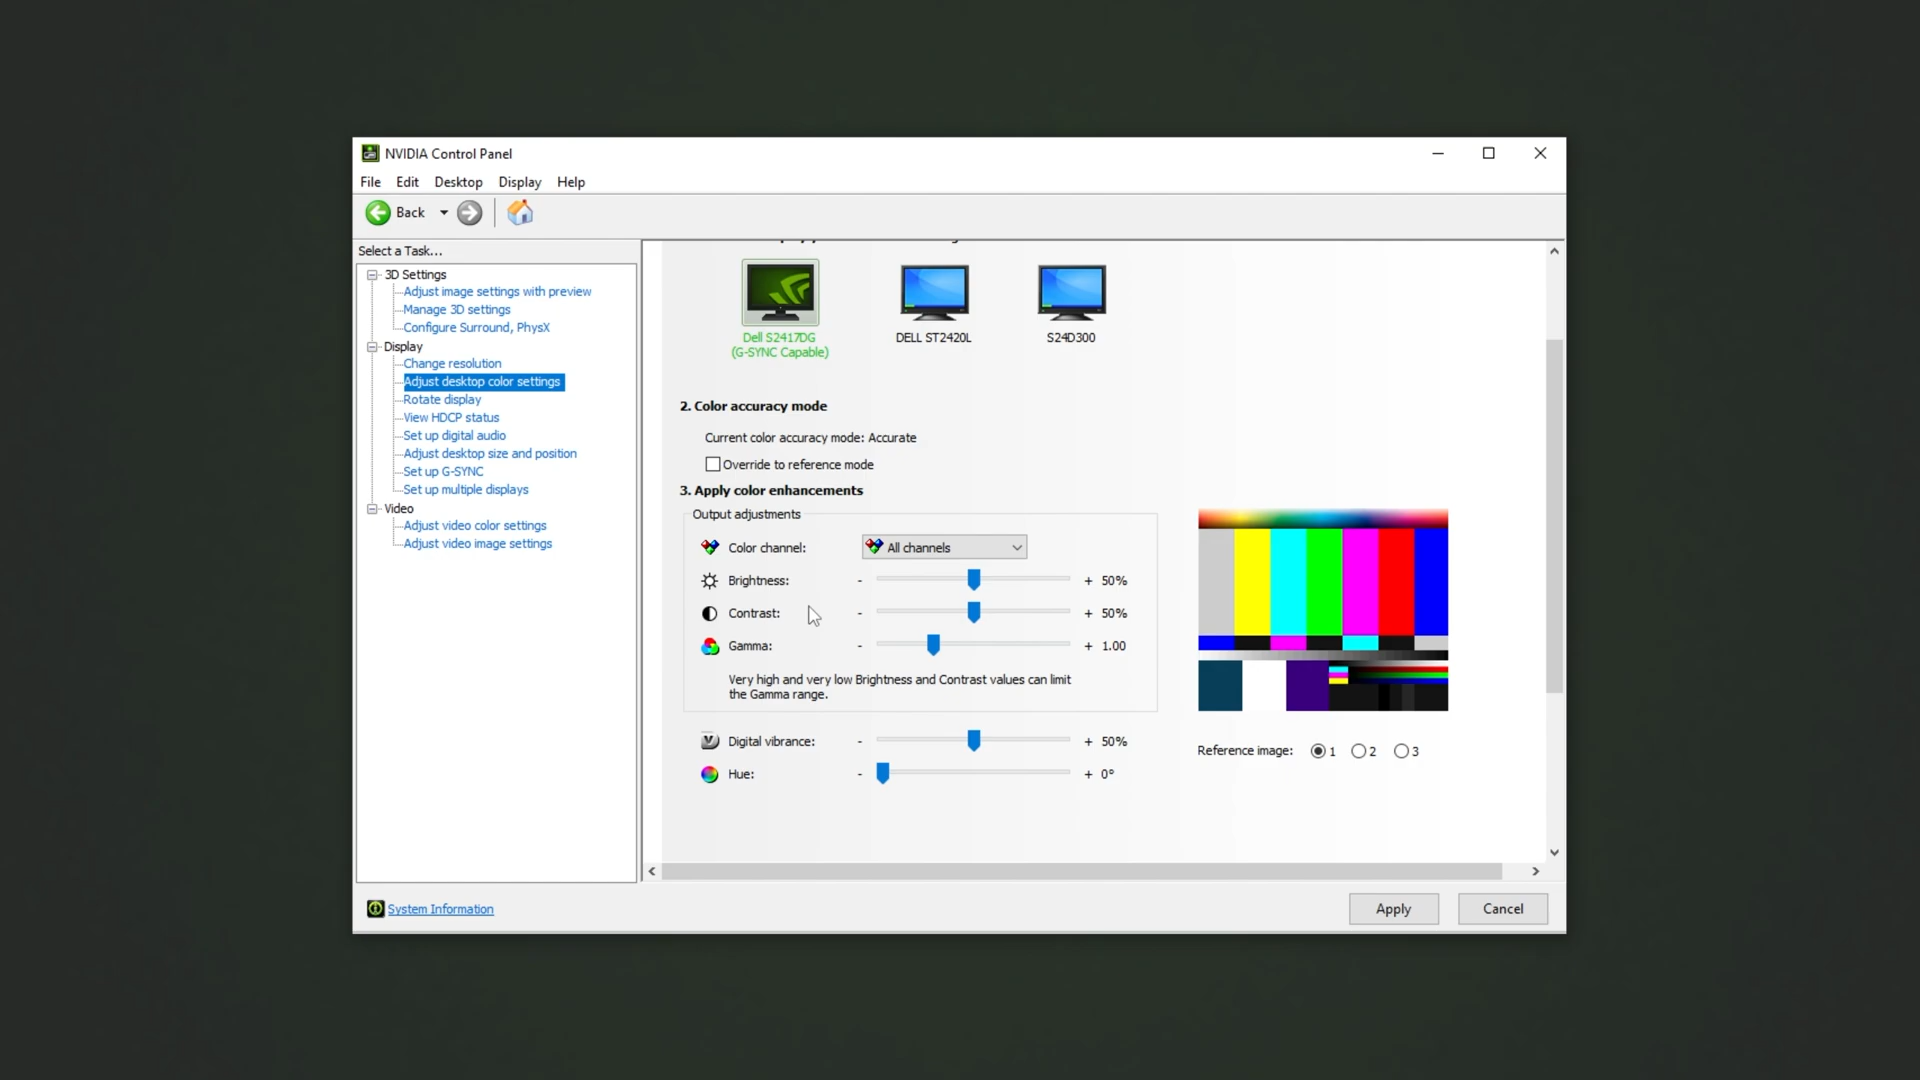 NVIDIA Control Panel
File Edit Desktop Display Help
Back
Select a Task...
3D Settings
Adjust image settings with preview
Manage 3D settings
Configure Surround, PhysX
Display
Change resolution
Adjust desktop color settings
Rotate display
View HDCP status
Set up digital audio
Adjust desktop size and position
Set up G-SYNC
Set up multiple displays
Video
Adjust video color settings
Adjust video image settings
Dell S2417DG
(G-SYNC Capable)
DELL ST2420L
S24D300
2. Color accuracy mode
Current color accuracy mode: Accurate
Override to reference mode
3. Apply color enhancements
Output adjustments
Color channel: All channels
Brightness: - + 50%
Contrast: - + 50%
Gamma: - + 1.00
Very high and very low Brightness and Contrast values can limit
the Gamma range.
Digital vibrance: - + 50%
Hue: - + 0°
Reference image: 1 2 3
System Information
Apply
Cancel